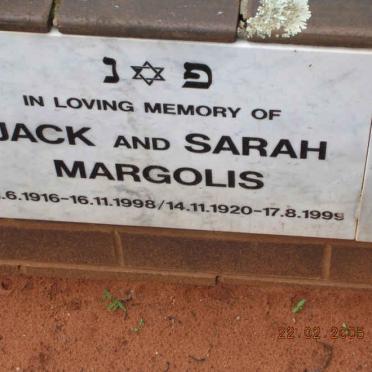 פ ✡ נ
IN LOVING MEMORY OF
JACK AND SARAH
MARGOLIS
.6.1916-16.11.1998/14.11.1920-17.8.1999
22.02.2005